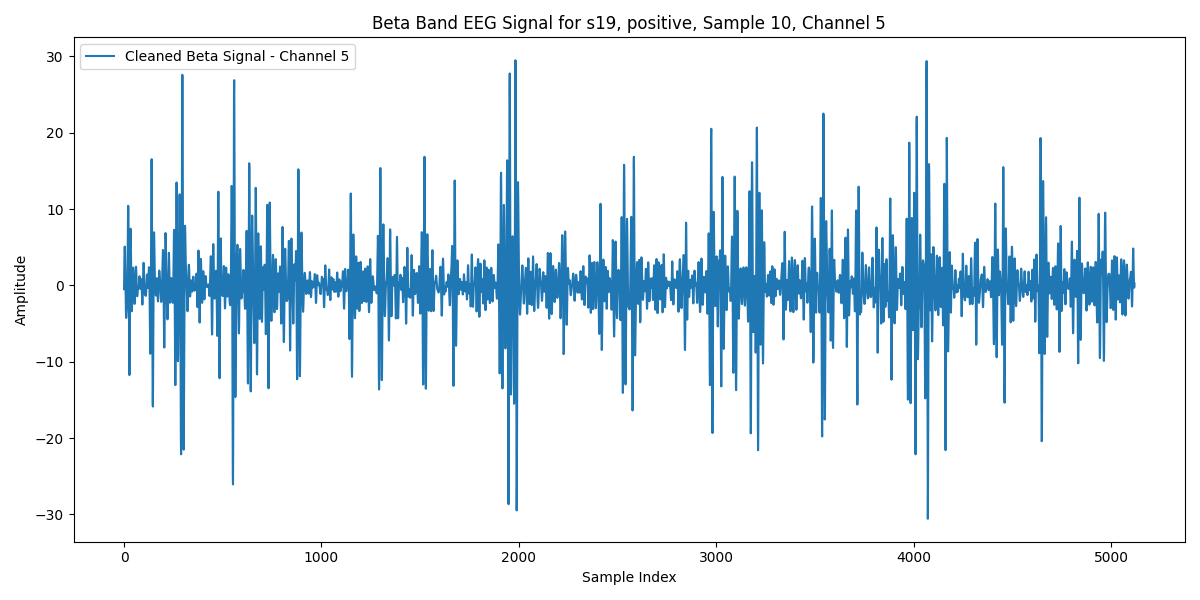 Beta Band EEG Signal for s19, positive, Sample 10, Channel 5
Cleaned Beta Signal - Channel 5
Amplitude
30
20
10
0
−10
−20
−30
0 1000 2000 3000 4000 5000
Sample Index